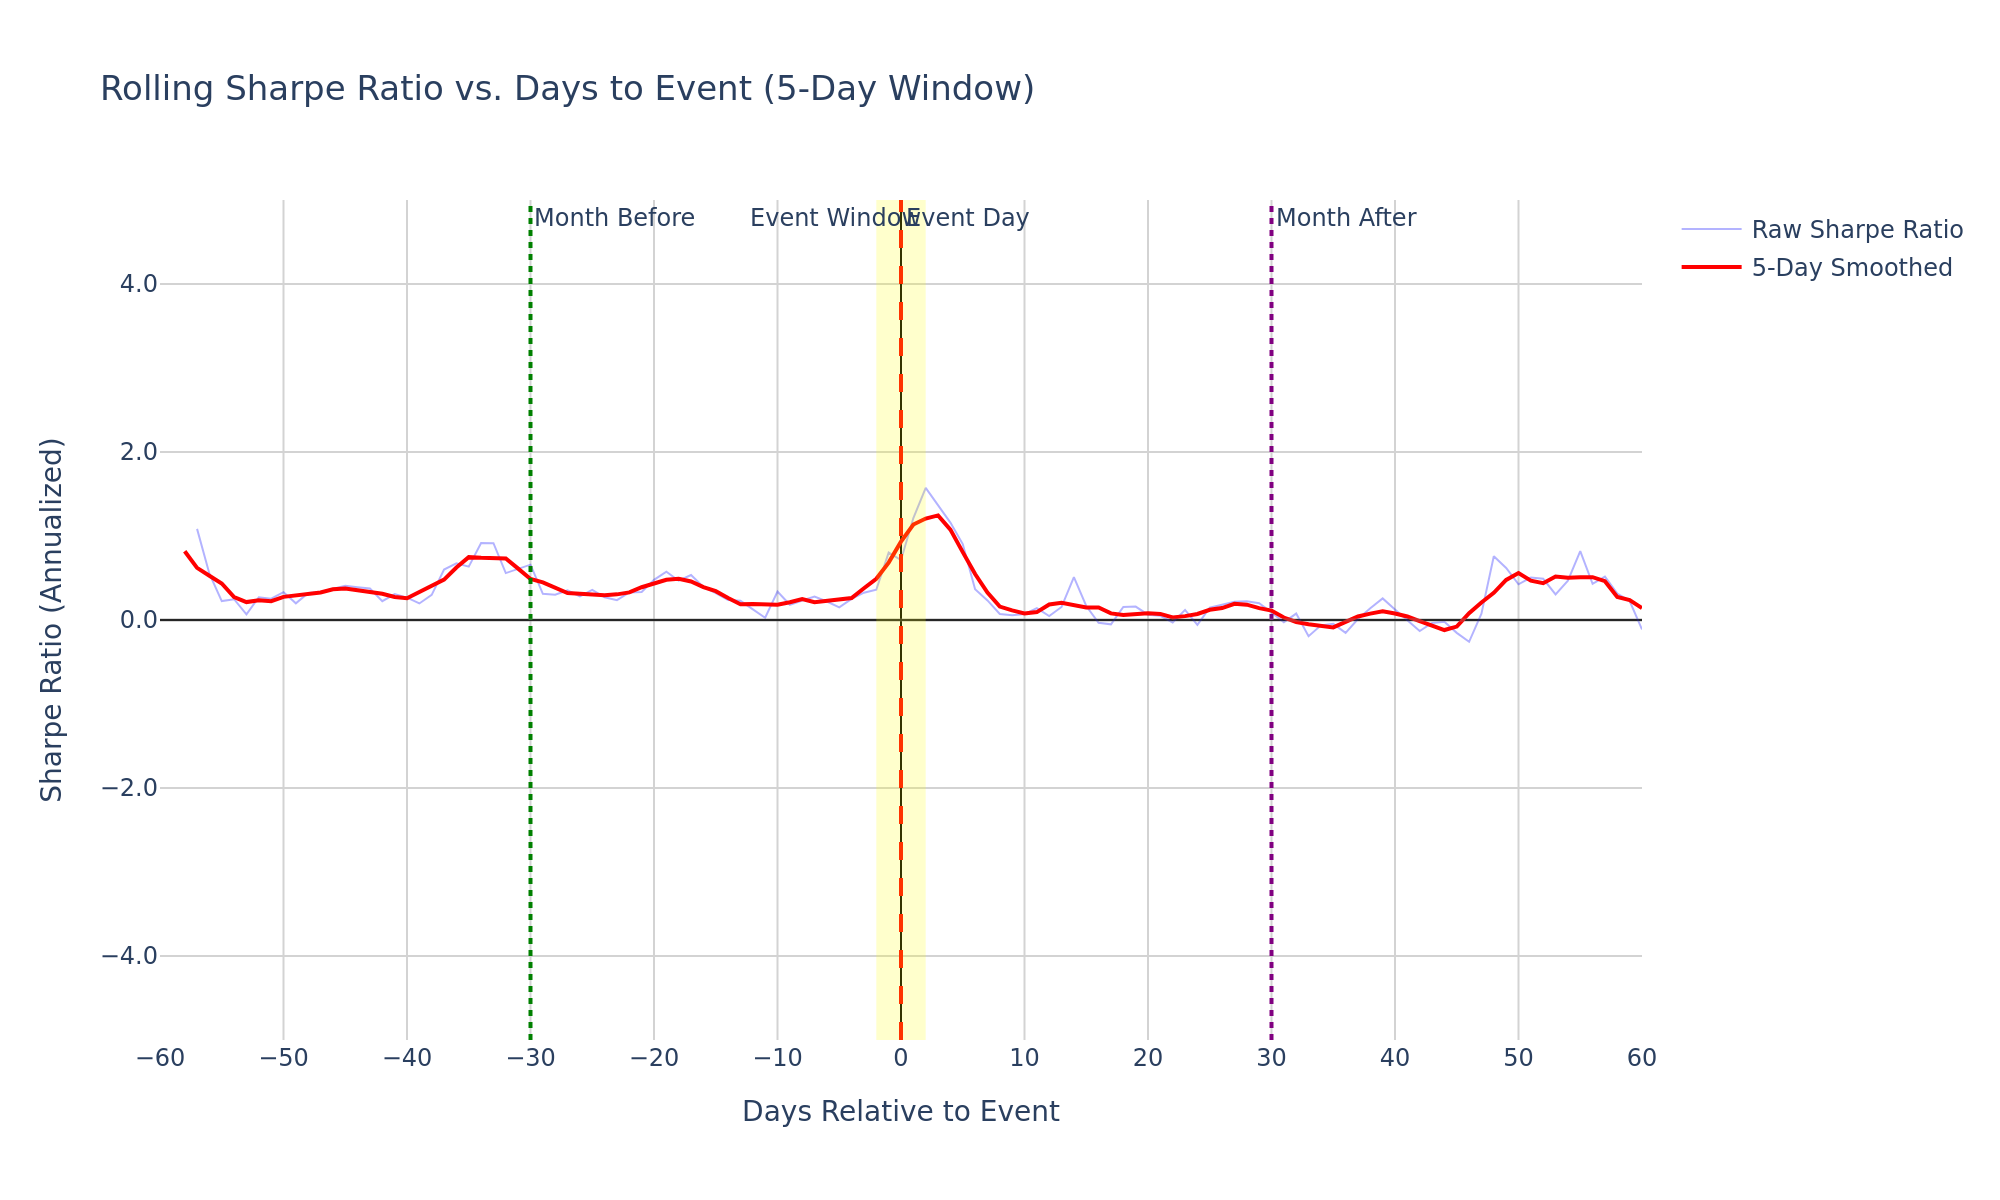 Rolling Sharpe Ratio vs. Days to Event (5-Day Window)
Month Before
Event Window
Event Day
Month After
Raw Sharpe Ratio
5-Day Smoothed
4.0
2.0
0.0
−2.0
−4.0
Sharpe Ratio (Annualized)
−60
−50
−40
−30
−20
−10
0
10
20
30
40
50
60
Days Relative to Event